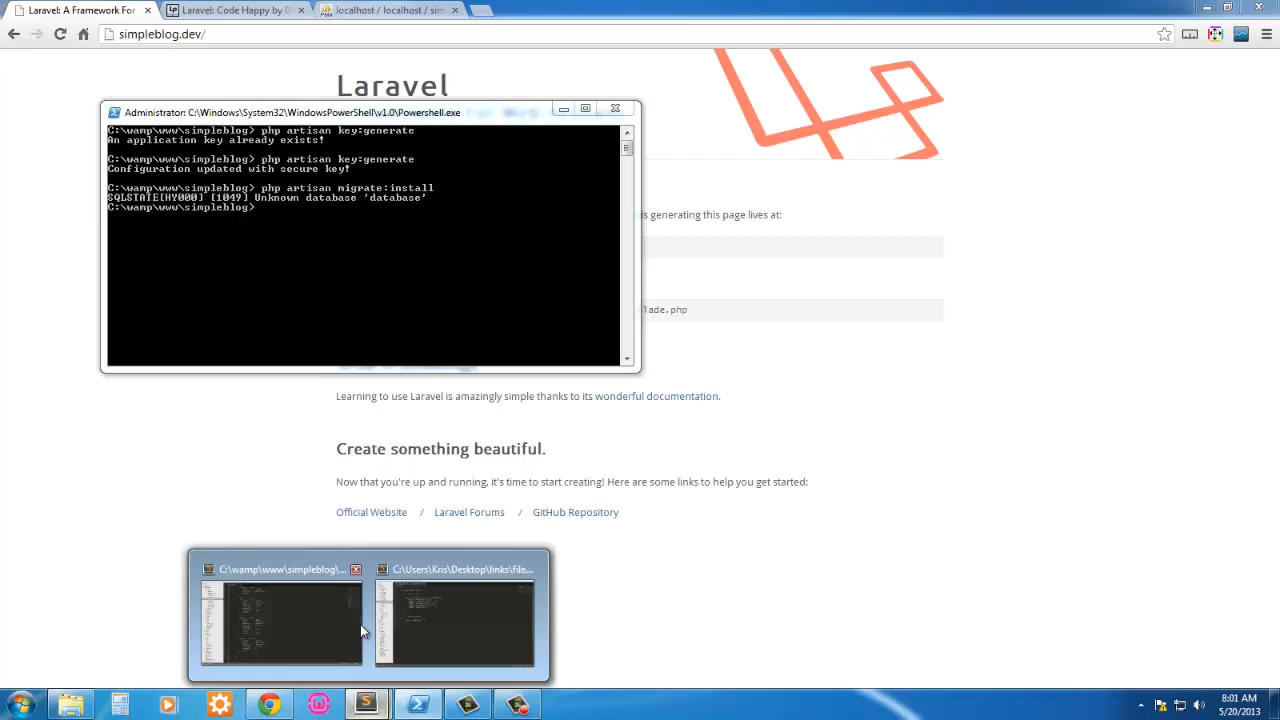 Laravel: A Framework For
Laravel: Code Happy by D
localhost / localhost / sim
simpleblog.dev/
Laravel
Administrator: C:\Windows\System32\WindowsPowerShell\v1.0\Powershell.exe
C:\wamp\www\simpleblog> php artisan key:generate
An application key already exists!
C:\wamp\www\simpleblog> php artisan key:generate
Configuration updated with secure key!
C:\wamp\www\simpleblog> php artisan migrate:install
SQLSTATE[HY000] [1049] Unknown database 'database'
C:\wamp\www\simpleblog>
is generating this page lives at:
lade.php
Learning to use Laravel is amazingly simple thanks to its wonderful documentation.
Create something beautiful.
Now that you're up and running, it's time to start creating! Here are some links to help you get started:
Official Website / Laravel Forums / GitHub Repository
C:\wamp\www\simpleblog\...
C:\Users\Kris\Desktop\links\file...
8:01 AM
5/20/2013